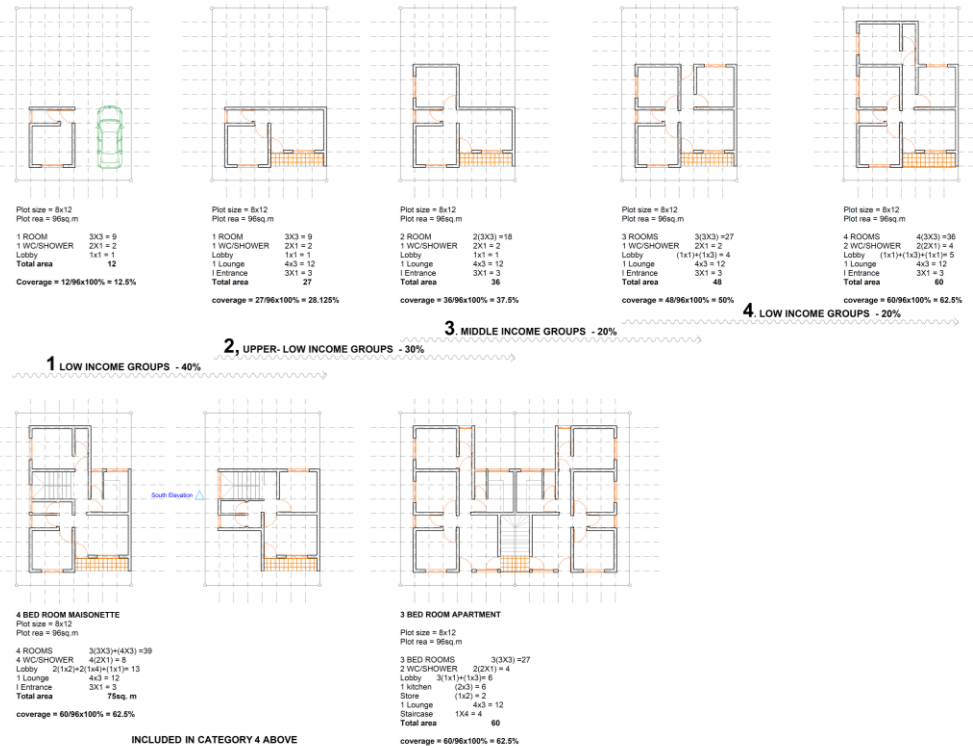 Plot size = 8x12
Plot rea = 96sq.m
1 ROOM 3X3 = 9
1 WC/SHOWER 2X1 = 2
Lobby 1x1 = 1
Total area 12
Coverage = 12/96x100% = 12.5%
Plot size = 8x12
Plot rea = 96sq.m
1 ROOM 3X3 = 9
1 WC/SHOWER 2X1 = 2
Lobby 1x1 = 1
1 Lounge 4x3 = 12
I Entrance 3X1 = 3
Total area 27
coverage = 27/96x100% = 28.125%
Plot size = 8x12
Plot rea = 96sq.m
2 ROOM 2(3X3) =18
1 WC/SHOWER 2X1 = 2
Lobby 1x1 = 1
1 Lounge 4x3 = 12
I Entrance 3X1 = 3
Total area 36
coverage = 36/96x100% = 37.5%
Plot size = 8x12
Plot rea = 96sq.m
3 ROOMS 3(3X3) =27
1 WC/SHOWER 2X1 = 2
Lobby (1x1)+(1x3) = 4
1 Lounge 4x3 = 12
I Entrance 3X1 = 3
Total area 48
coverage = 48/96x100% = 50%
Plot size = 8x12
Plot rea = 96sq.m
4 ROOMS 4(3X3) =36
2 WC/SHOWER 2(2X1) = 4
Lobby (1x1)+(1x3)+(1x1)= 5
1 Lounge 4x3 = 12
I Entrance 3X1 = 3
Total area 60
coverage = 60/96x100% = 62.5%
4. LOW INCOME GROUPS - 20%
3. MIDDLE INCOME GROUPS - 20%
2, UPPER- LOW INCOME GROUPS - 30%
1 LOW INCOME GROUPS - 40%
South Elevation
4 BED ROOM MAISONETTE
Plot size = 8x12
Plot rea = 96sq.m
4 ROOMS 3(3X3)+(4X3) =39
4 WC/SHOWER 4(2X1) = 8
Lobby 2(1x2)+2(1x4)+(1x1)= 13
1 Lounge 4x3 = 12
I Entrance 3X1 = 3
Total area 75sq. m
coverage = 60/96x100% = 62.5%
INCLUDED IN CATEGORY 4 ABOVE
3 BED ROOM APARTMENT
Plot size = 8x12
Plot rea = 96sq.m
3 BED ROOMS 3(3X3) =27
2 WC/SHOWER 2(2X1) = 4
Lobby 3(1x1)+(1x3)= 6
1 kitchen (2x3) = 6
Store (1x2) = 2
1 Lounge 4x3 = 12
Staircase 1X4 = 4
Total area 60
coverage = 60/96x100% = 62.5%